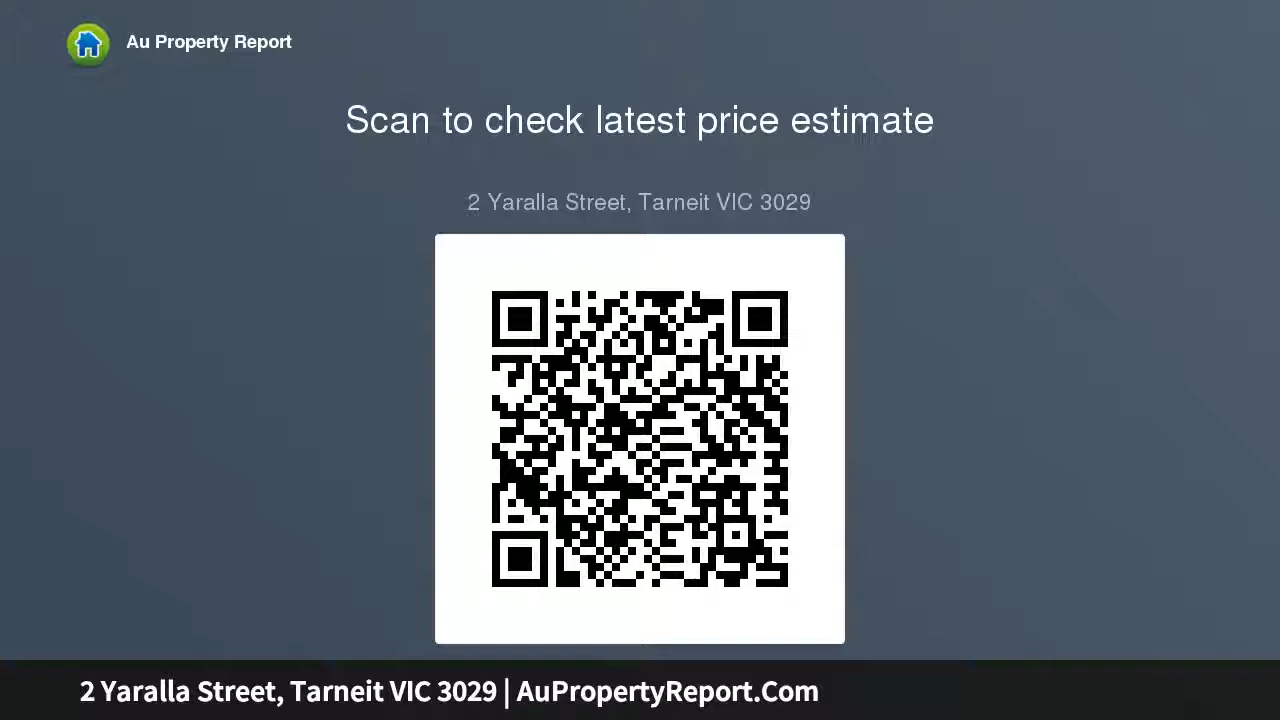 Au Property Report
Scan to check latest price estimate
2 Yaralla Street, Tarneit VIC 3029
2 Yaralla Street, Tarneit VIC 3029 | AuPropertyReport.Com